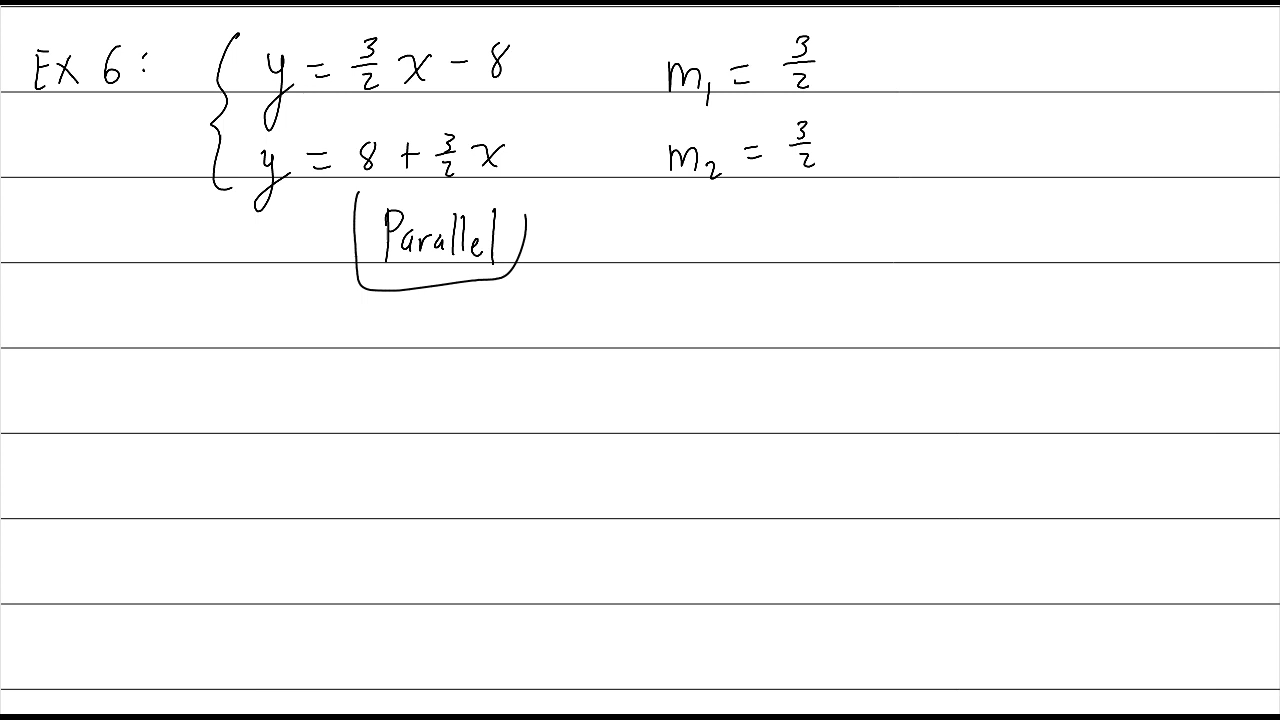 Ex 6: { y = 3/2 x - 8    m₁ = 3/2
y = 8 + 3/2 x    m₂ = 3/2
Parallel